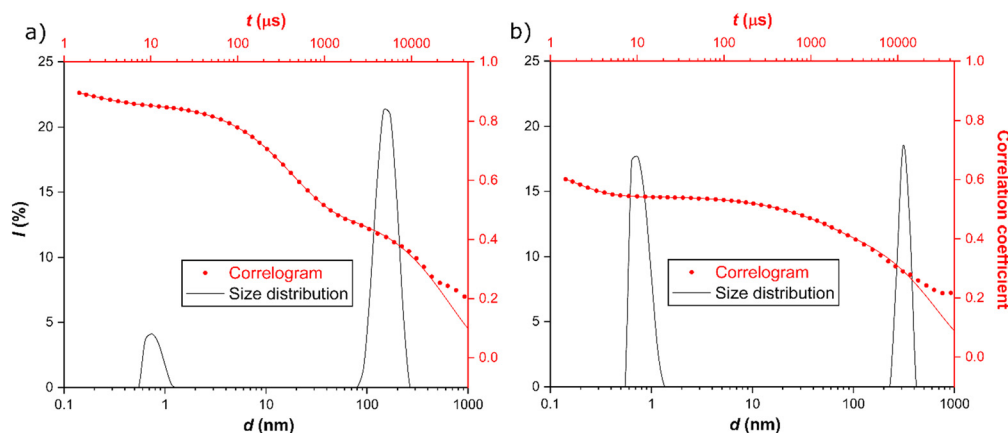 a)
t (μs)
1 10 100 1000 10000
25
20
15
10
5
0
I (%)
1.0
0.8
0.6
0.4
0.2
0.0
Correlogram
Size distribution
0.1 1 10 100 1000
d (nm)
b)
t (μs)
1 10 100 1000 10000
25
20
15
10
5
0
1.0
0.8
0.6
0.4
0.2
0.0
Correlation coefficient
Correlogram
Size distribution
0.1 1 10 100 1000
d (nm)